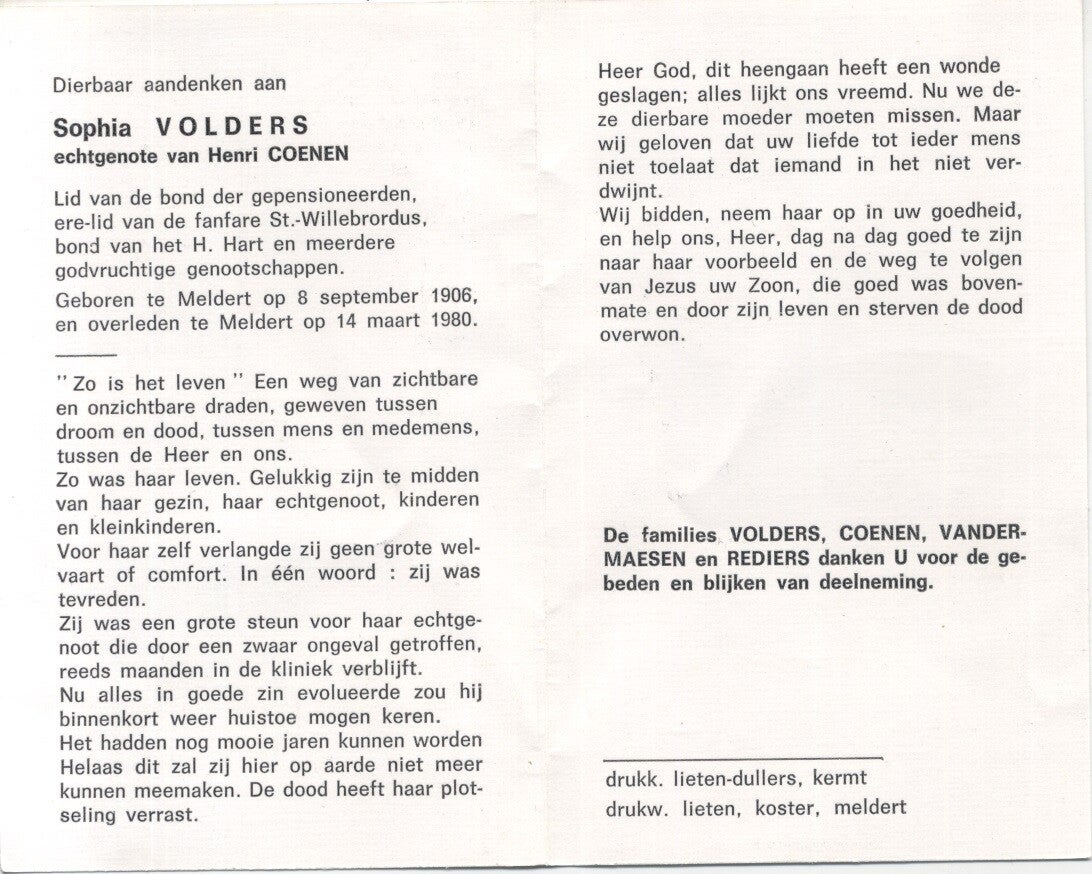 Dierbaar aandenken aan
Sophia VOLDERS
echtgenote van Henri COENEN
Lid van de bond der gepensioneerden,
ere-lid van de fanfare St.-Willebrordus,
bond van het H. Hart en meerdere
godvruchtige genootschappen.
Geboren te Meldert op 8 september 1906,
en overleden te Meldert op 14 maart 1980.
"Zo is het leven" Een weg van zichtbare
en onzichtbare draden, geweven tussen
droom en dood, tussen mens en medemens,
tussen de Heer en ons.
Zo was haar leven. Gelukkig zijn te midden
van haar gezin, haar echtgenoot, kinderen
en kleinkinderen.
Voor haar zelf verlangde zij geen grote wel-
vaart of comfort. In één woord : zij was
tevreden.
Zij was een grote steun voor haar echtge-
noot die door een zwaar ongeval getroffen,
reeds maanden in de kliniek verblijft.
Nu alles in goede zin evolueerde zou hij
binnenkort weer huistoe mogen keren.
Het hadden nog mooie jaren kunnen worden
Helaas dit zal zij hier op aarde niet meer
kunnen meemaken. De dood heeft haar plot-
seling verrast.
Heer God, dit heengaan heeft een wonde
geslagen; alles lijkt ons vreemd. Nu we de-
ze dierbare moeder moeten missen. Maar
wij geloven dat uw liefde tot ieder mens
niet toelaat dat iemand in het niet ver-
dwijnt.
Wij bidden, neem haar op in uw goedheid,
en help ons, Heer, dag na dag goed te zijn
naar haar voorbeeld en de weg te volgen
van Jezus uw Zoon, die goed was boven-
mate en door zijn leven en sterven de dood
overwon.
De families VOLDERS, COENEN, VANDER-
MAESEN en REDIERS danken U voor de ge-
beden en blijken van deelneming.
drukk. lieten-dullers, kermt
drukw. lieten, koster, meldert